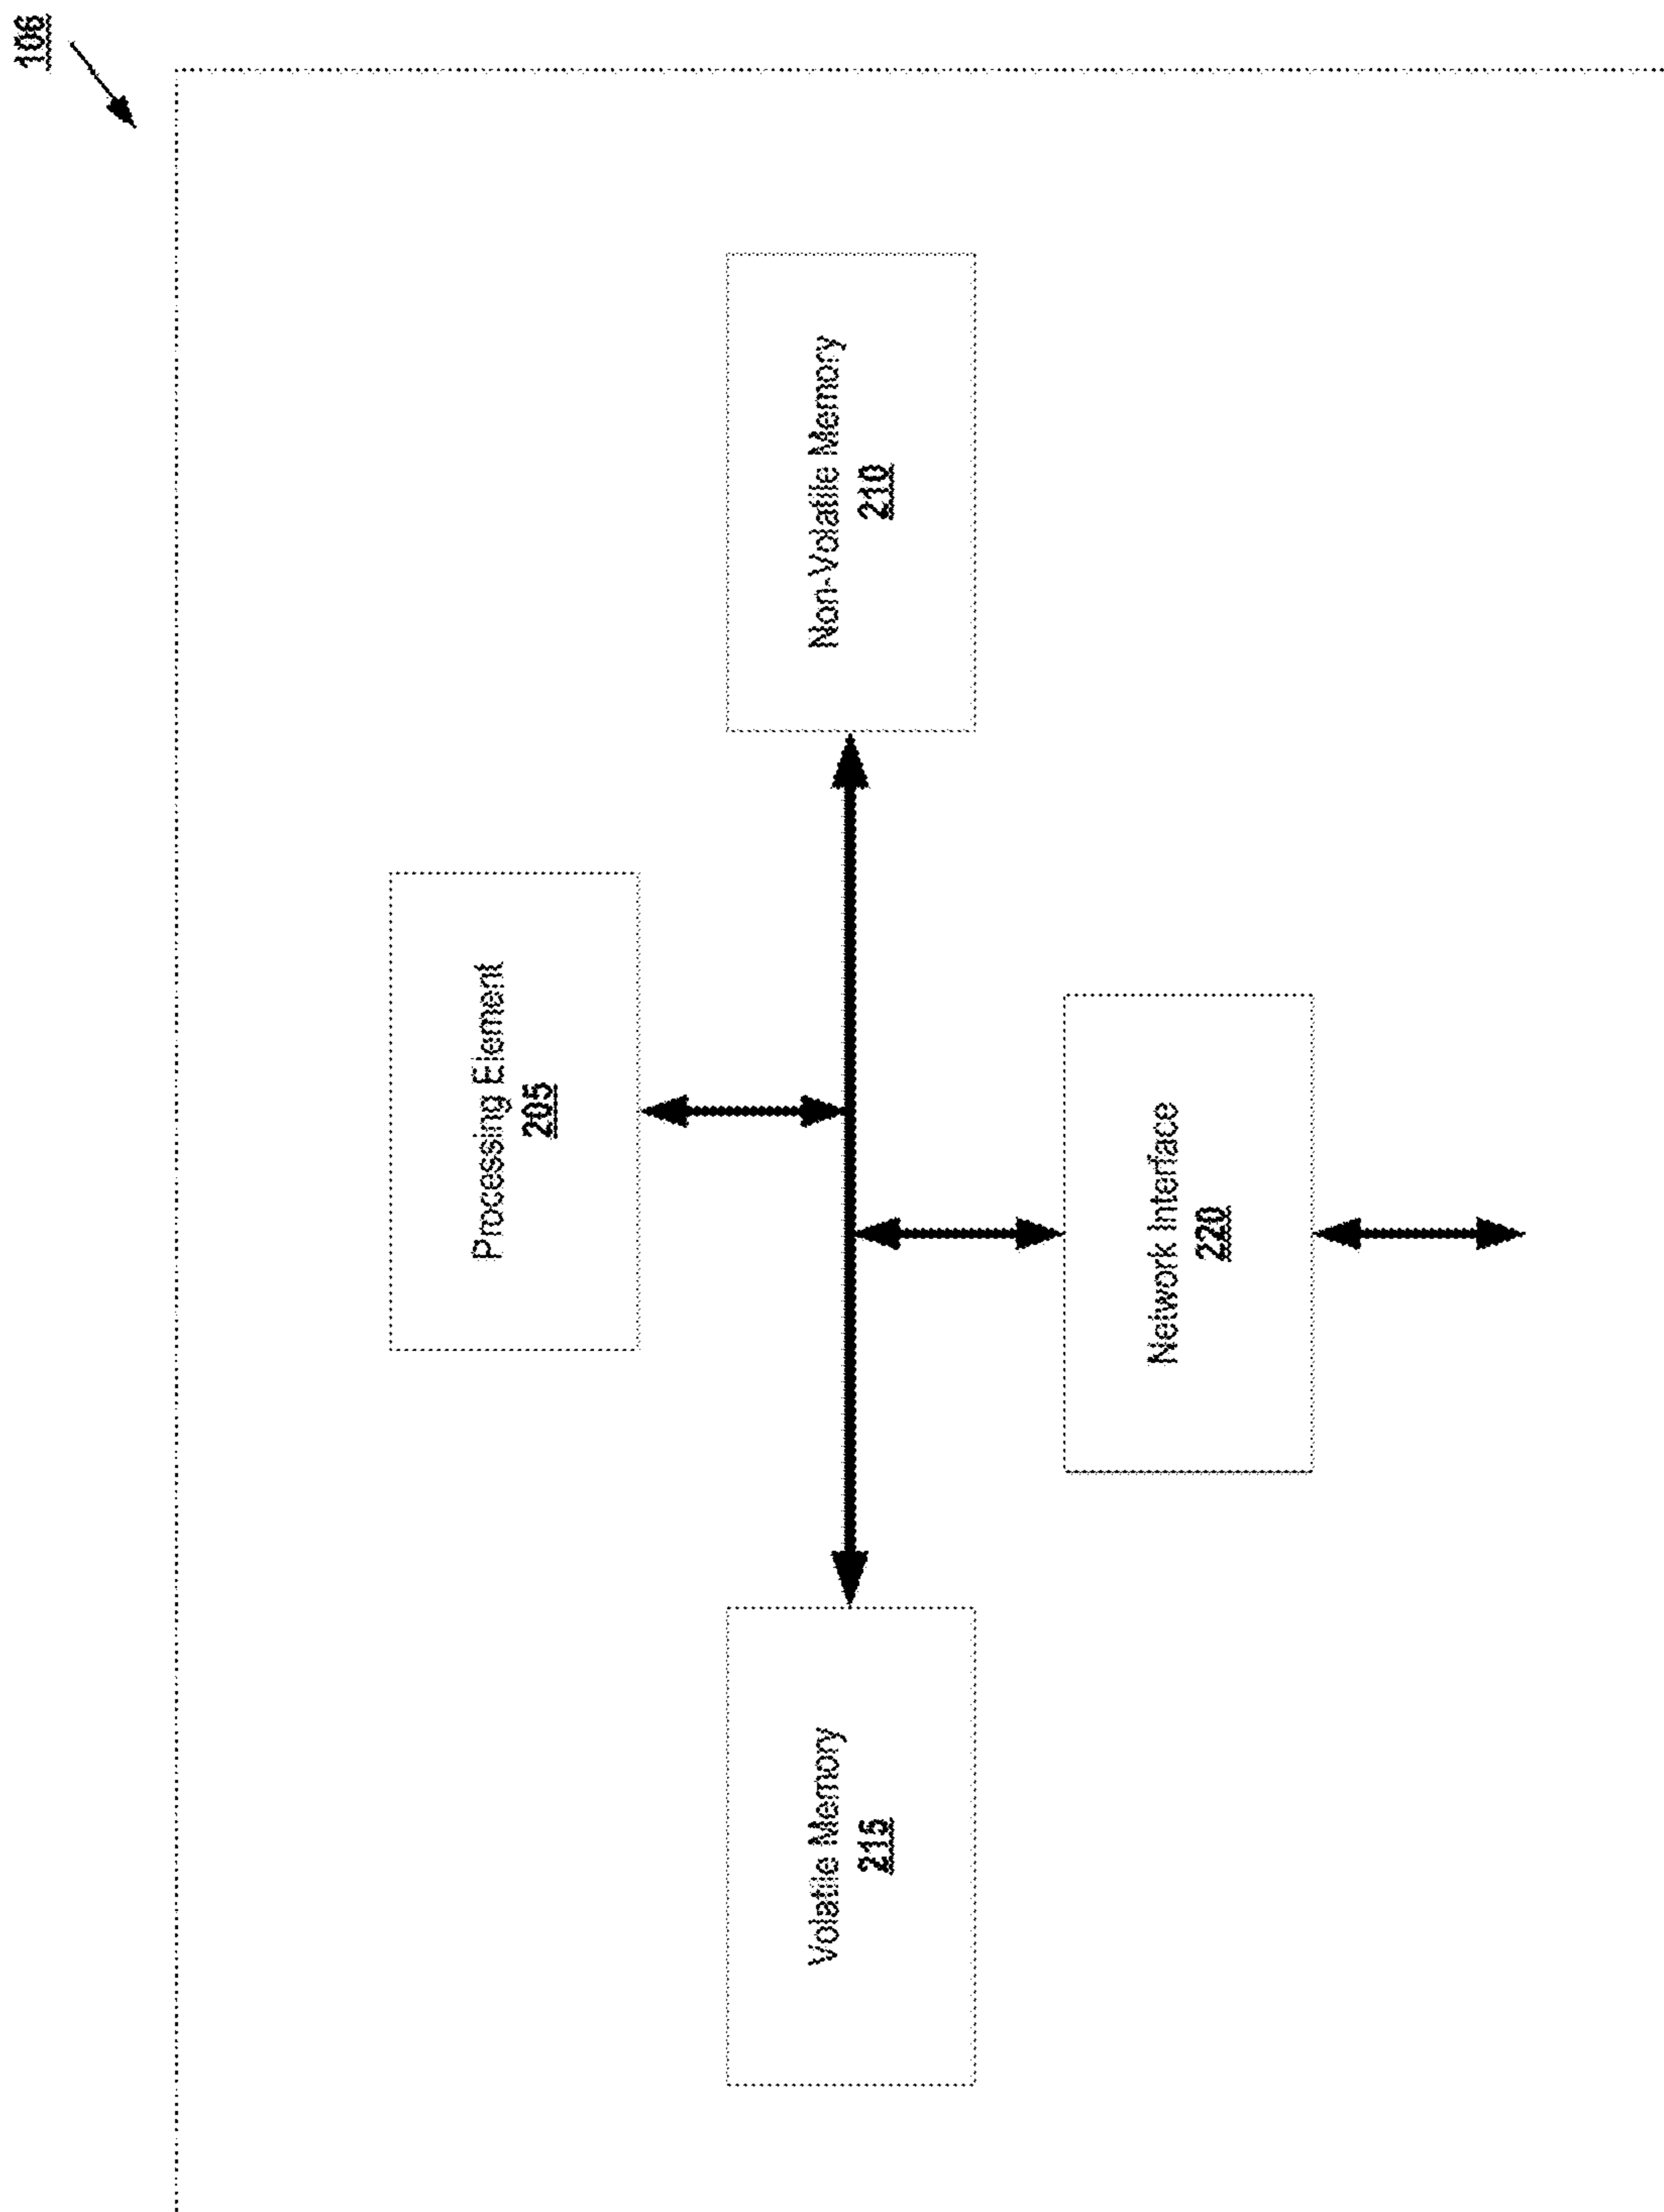 106
Processing Element
205
Volatile Memory
215
Non-Volatile Memory
210
Network Interface
220